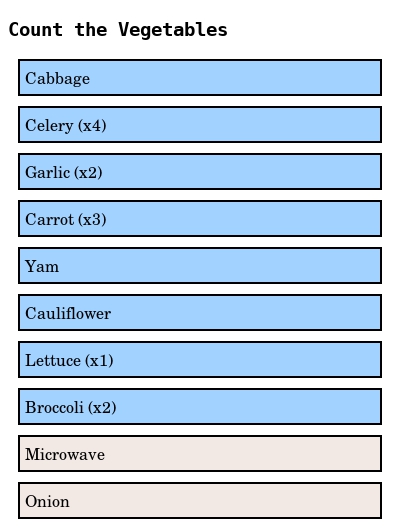 Count the Vegetables
Cabbage
Celery (x4)
Garlic (x2)
Carrot (x3)
Yam
Cauliflower
Lettuce (x1)
Broccoli (x2)
Microwave
Onion